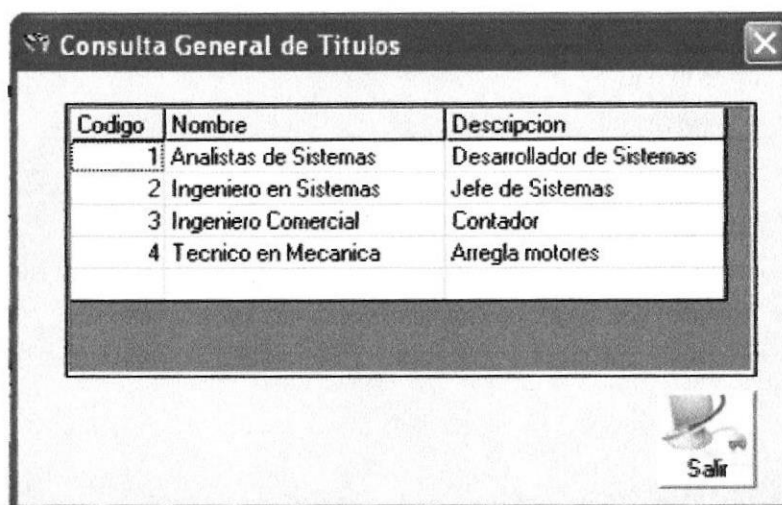 Consulta General de Titulos
Codigo Nombre Descripcion
1 Analistas de Sistemas Desarrollador de Sistemas
2 Ingeniero en Sistemas Jefe de Sistemas
3 Ingeniero Comercial Contador
4 Tecnico en Mecanica Arregla motores
Salir